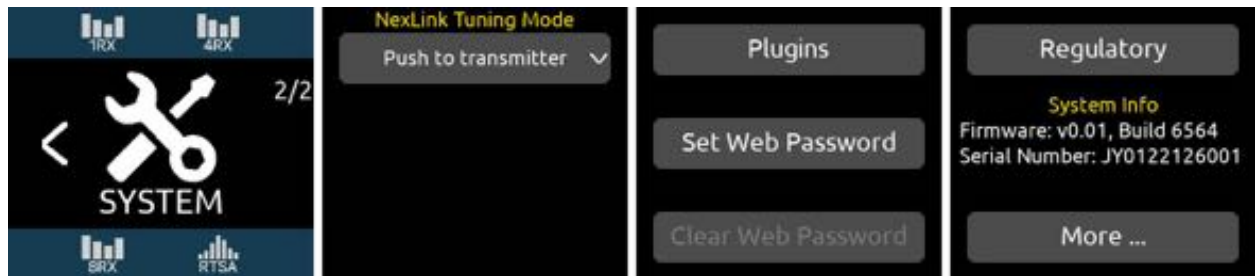 1RX
4RX
2/2
SYSTEM
8RX
RTSA
NexLink Tuning Mode
Push to transmitter
Plugins
Set Web Password
Clear Web Password
Regulatory
System Info
Firmware: v0.01, Build 6564
Serial Number: JY0122126001
More ...